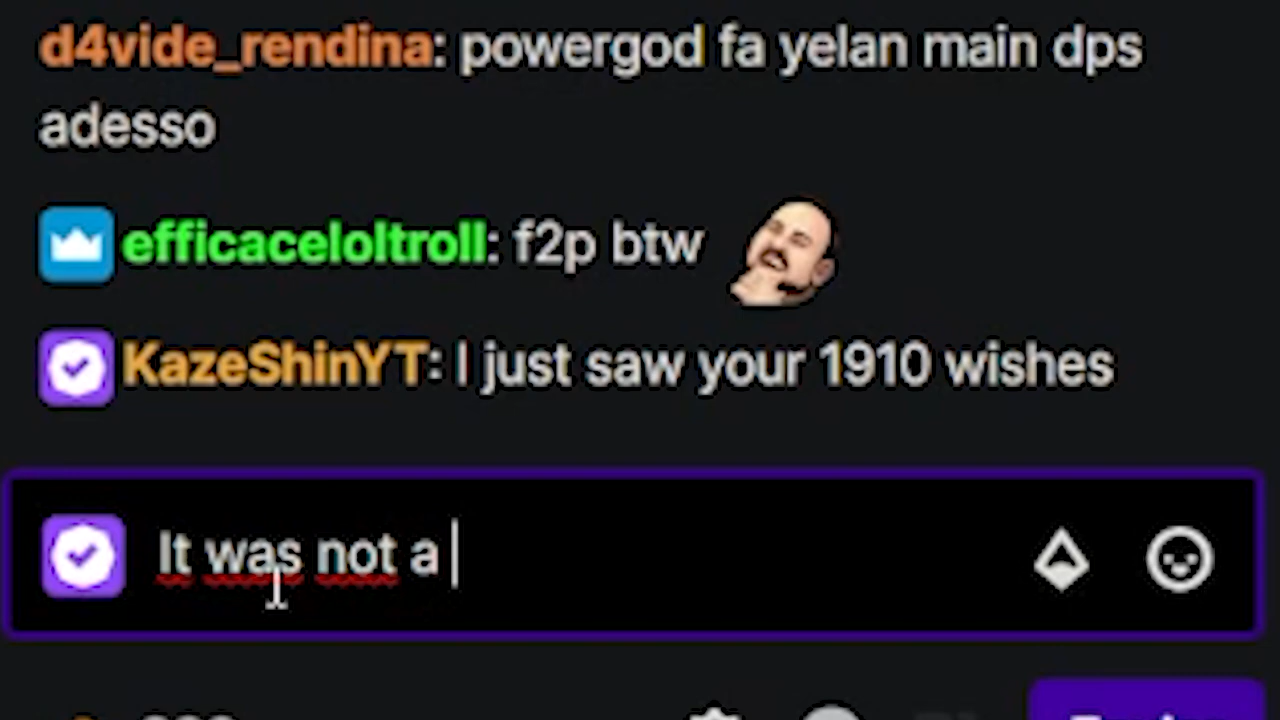 d4vide_rendina: powergod fa yelan main dps
adesso
efficaceloltroll: f2p btw
KazeShinYT: I just saw your 1910 wishes
It was not a